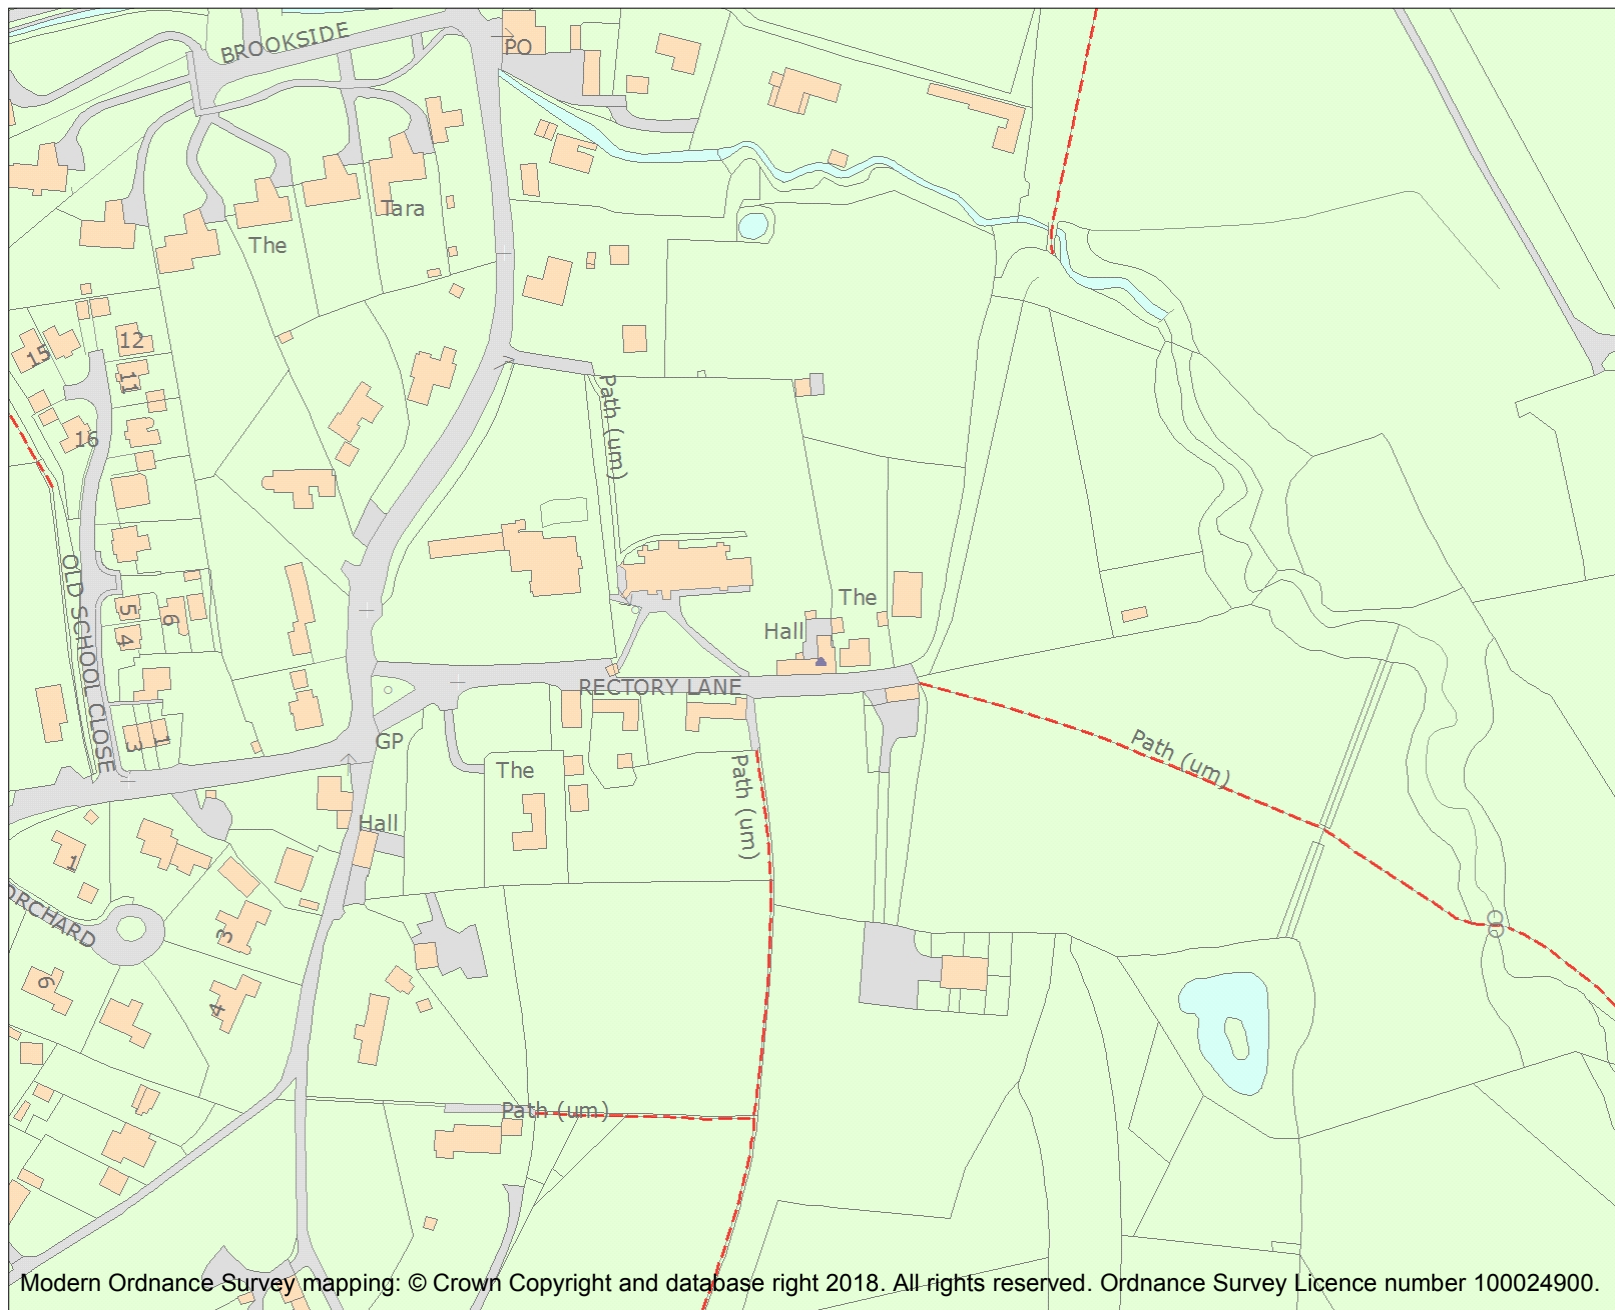 BROOKSIDE
PO
Tara
The
12
15
11
16
Path (um)
OLD SCHOOL CLOSE
5
4
6
The
Hall
RECTORY LANE
3
1
GP
The
Path (um)
Path (um)
Hall
1
ORCHARD
3
6
4
Path (um)
Modern Ordnance Survey mapping: © Crown Copyright and database right 2018. All rights reserved. Ordnance Survey Licence number 100024900.